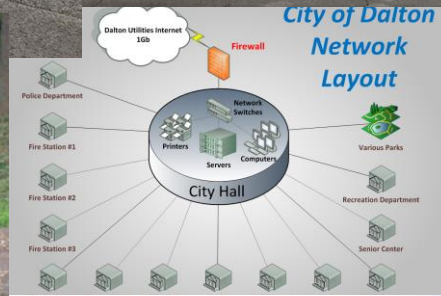 City of Dalton
Network
Layout
Dalton Utilities Internet
1Gb
Firewall
Police Department
Network
Switches
Printers
Servers
Computers
City Hall
Various Parks
Fire Station #1
Fire Station #2
Recreation Department
Fire Station #3
Senior Center